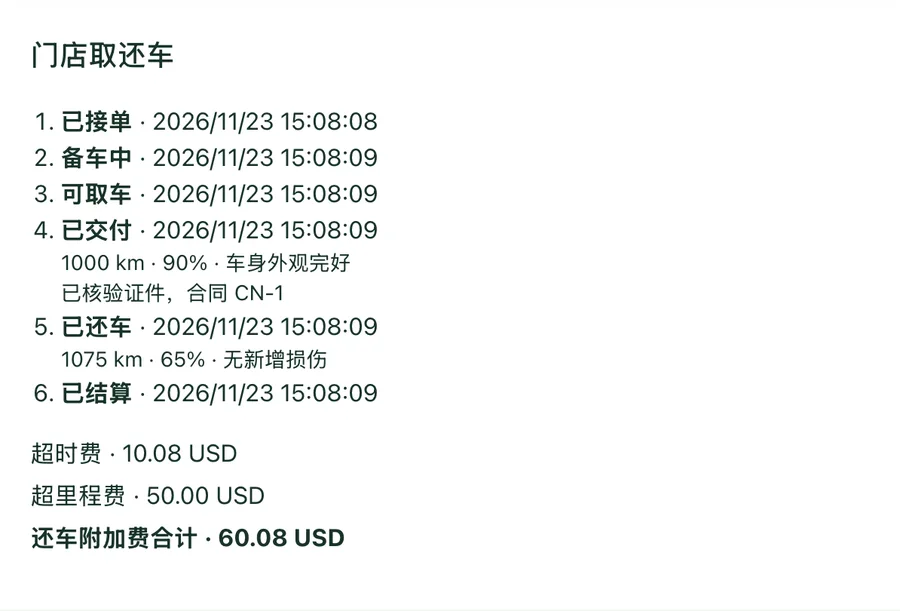 门店取还车
1. 已接单 · 2026/11/23 15:08:08
2. 备车中 · 2026/11/23 15:08:09
3. 可取车 · 2026/11/23 15:08:09
4. 已交付 · 2026/11/23 15:08:09
1000 km · 90% · 车身外观完好
已核验证件，合同 CN-1
5. 已还车 · 2026/11/23 15:08:09
1075 km · 65% · 无新增损伤
6. 已结算 · 2026/11/23 15:08:09
超时费 · 10.08 USD
超里程费 · 50.00 USD
还车附加费合计 · 60.08 USD